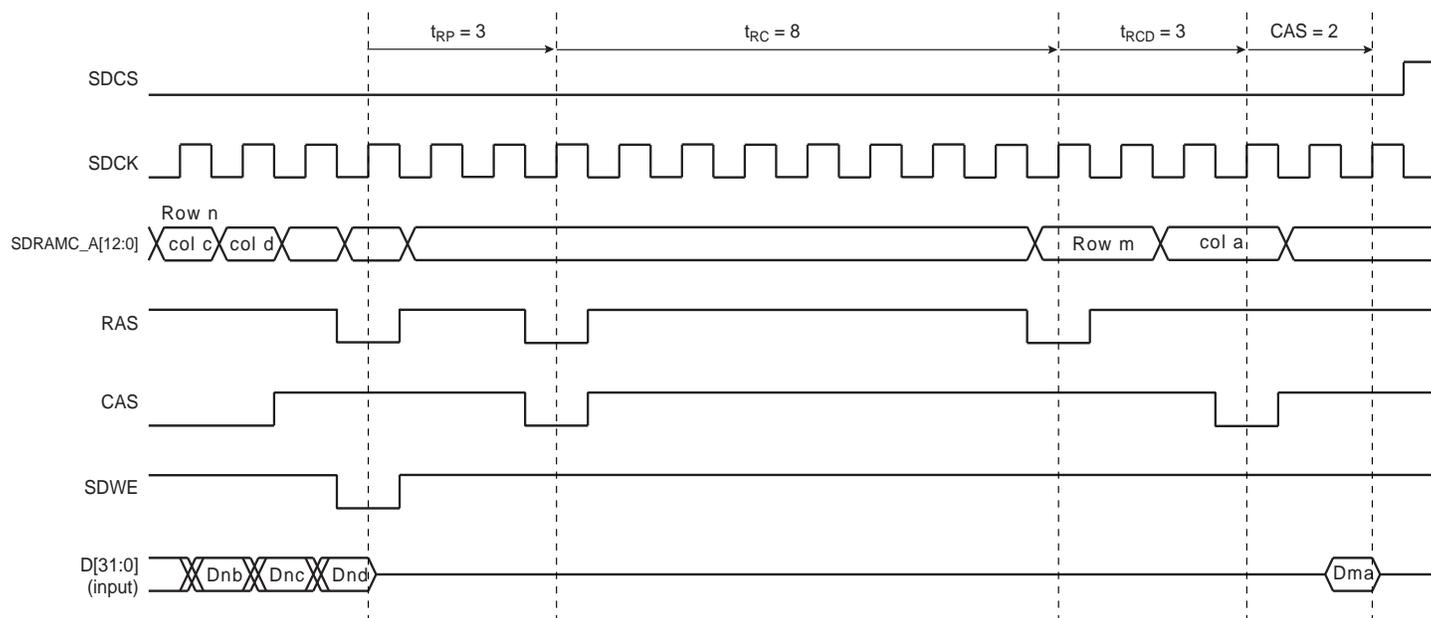 tRP = 3
tRC = 8
tRCD = 3
CAS = 2
SDCS
SDCK
Row n
SDRAMC_A[12:0]
col c
col d
Row m
col a
RAS
CAS
SDWE
D[31:0]
(input)
Dnb
Dnc
Dnd
Dma